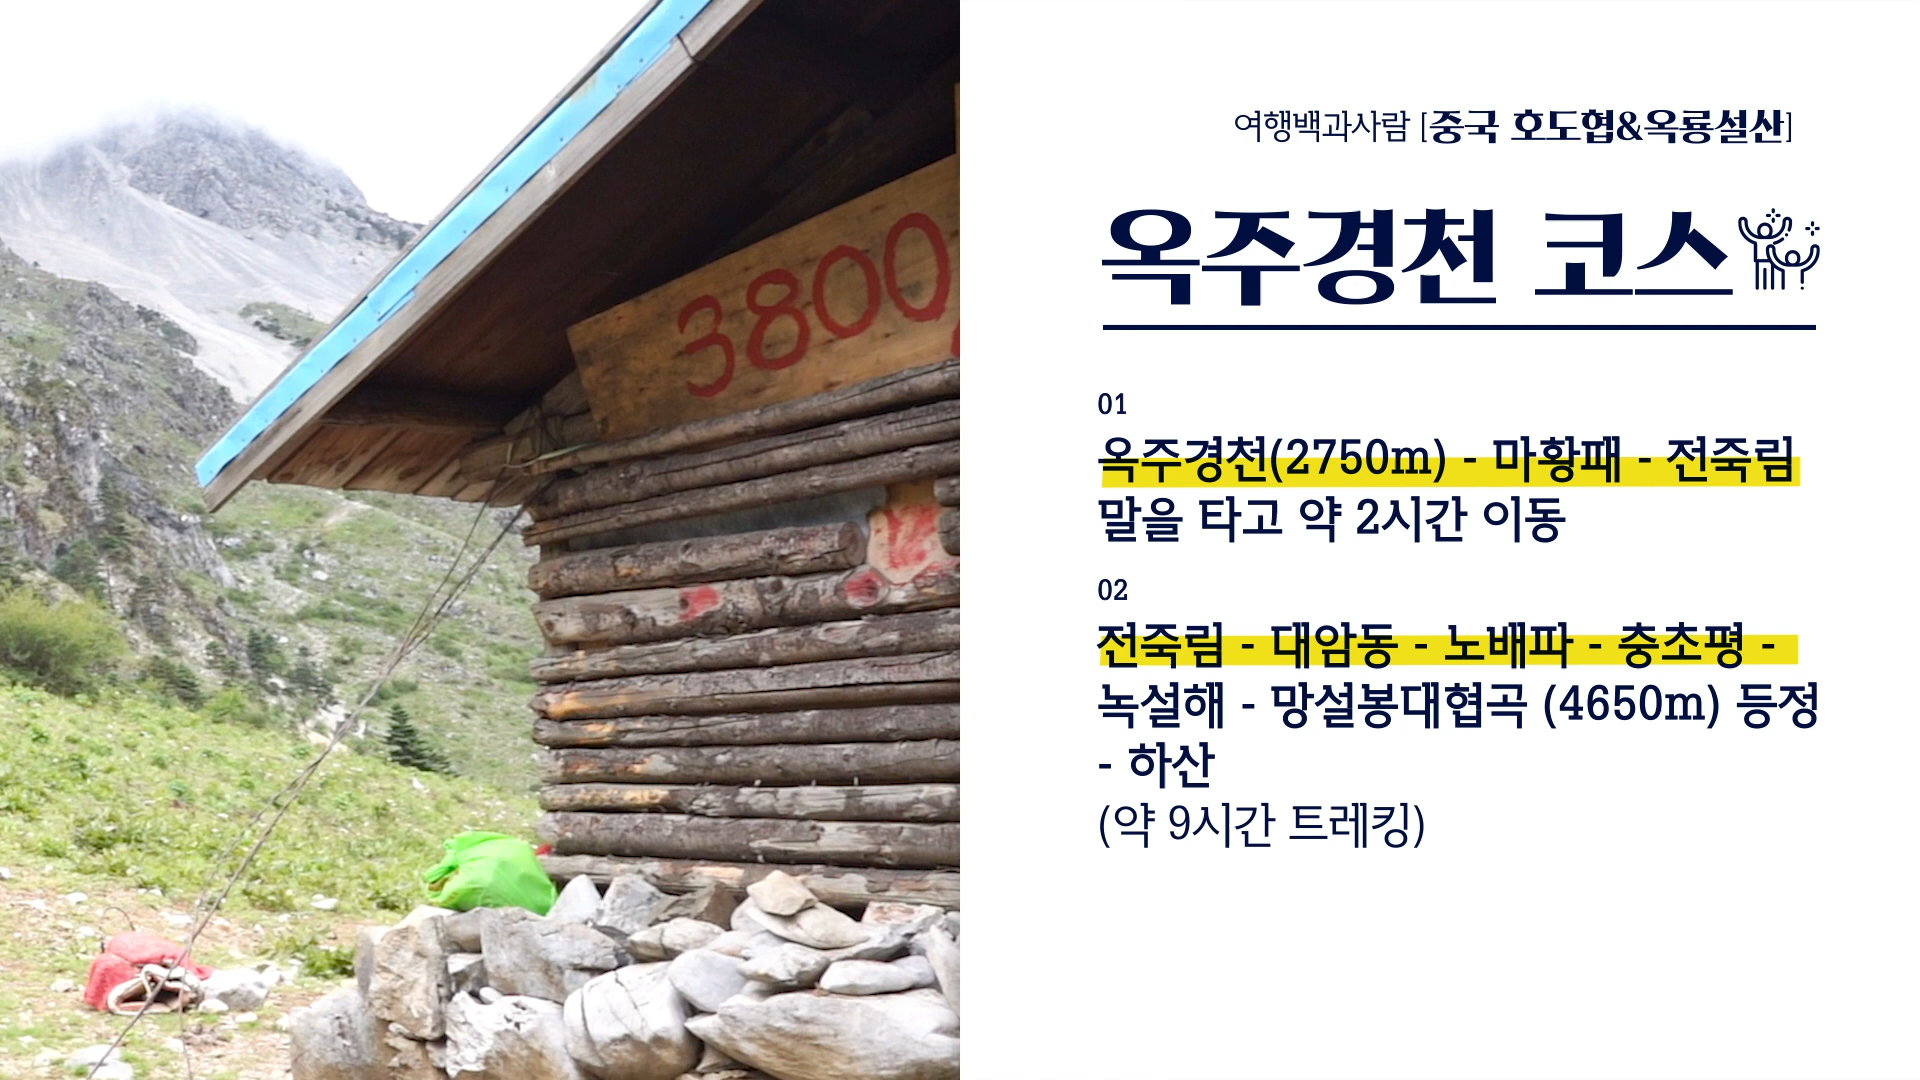 여행백과사람 [중국 호도협&옥룡설산]
옥주경천 코스
01
옥주경천(2750m) - 마황패 - 전죽림
말을 타고 약 2시간 이동
02
전죽림 - 대암동 - 노배파 - 충초평 -
녹설해 - 망설봉대협곡 (4650m) 등정
- 하산
(약 9시간 트레킹)
3800